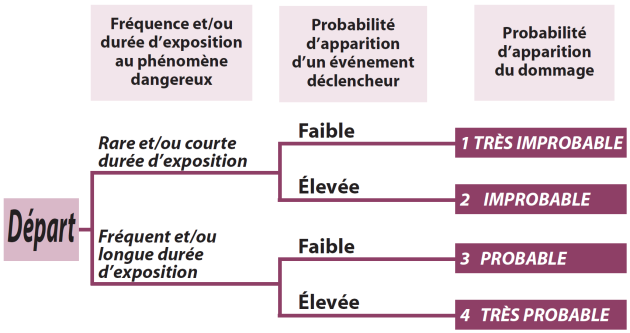 Fréquence et/ou
durée d'exposition
au phénomène
dangereux
Probabilité
d'apparition
d'un événement
déclencheur
Probabilité
d'apparition
du dommage
Départ
Rare et/ou courte
durée d'exposition
Faible
1 TRÈS IMPROBABLE
Élevée
2 IMPROBABLE
Fréquent et/ou
longue durée
d'exposition
Faible
3 PROBABLE
Élevée
4 TRÈS PROBABLE